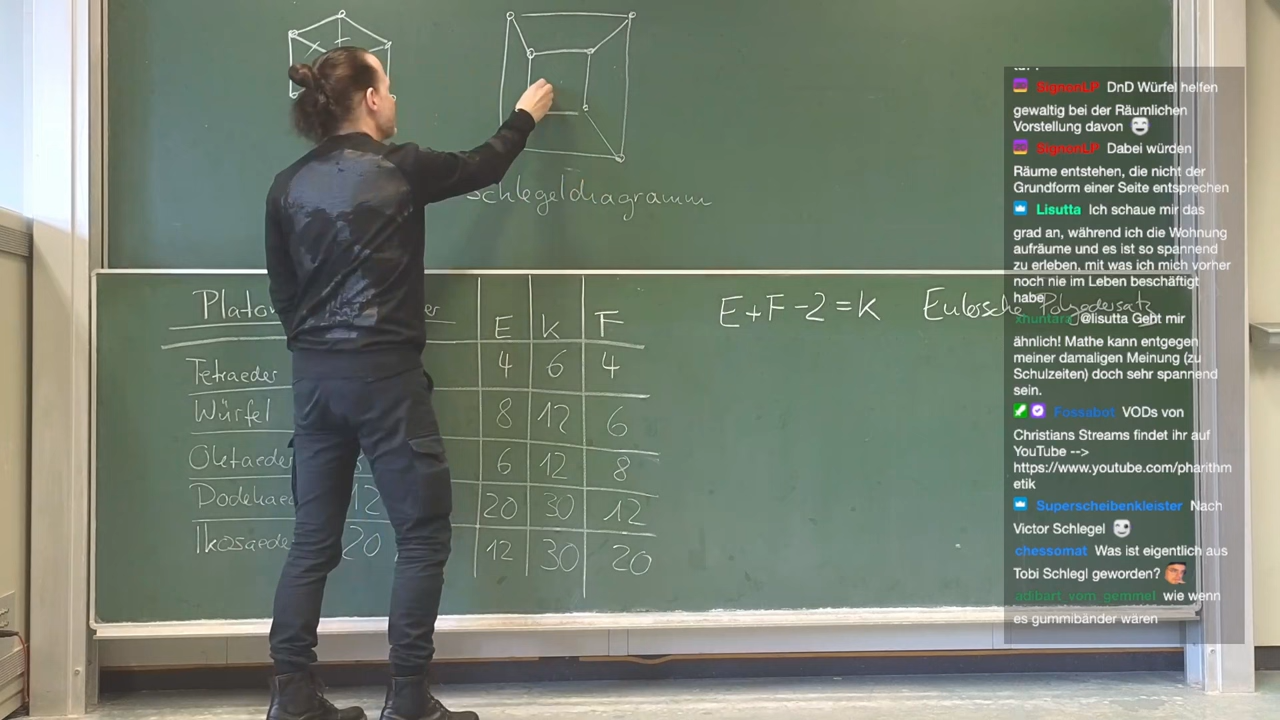 Schlegeldiagramm
E K F
E+F-2=K Eulersche Polyedersatz
Tetraeder 4 6 4
Würfel 8 12 6
Oktaeder 6 12 8
12 20 30 12
20 12 30 20
SignonLP DnD Würfel helfen
gewaltig bei der Räumlichen
Vorstellung davon
SignonLP Dabei würden
Räume entstehen, die nicht der
Grundform einer Seite entsprechen
Lisutta Ich schaue mir das
grad an, während ich die Wohnung
aufräume und es ist so spannend
zu erleben, mit was ich mich vorher
noch nie im Leben beschäftigt
habe
xhuntara @lisutta Geht mir
ähnlich! Mathe kann entgegen
meiner damaligen Meinung (zu
Schulzeiten) doch sehr spannend
sein.
Fossabot VODs von
Christians Streams findet ihr auf
YouTube -->
https://www.youtube.com/pharithm
etik
Superscheibenkleister Nach
Victor Schlegel
chessomat Was ist eigentlich aus
Tobi Schlegl geworden?
adibart_vom_gemmel wie wenn
es gummibänder wären